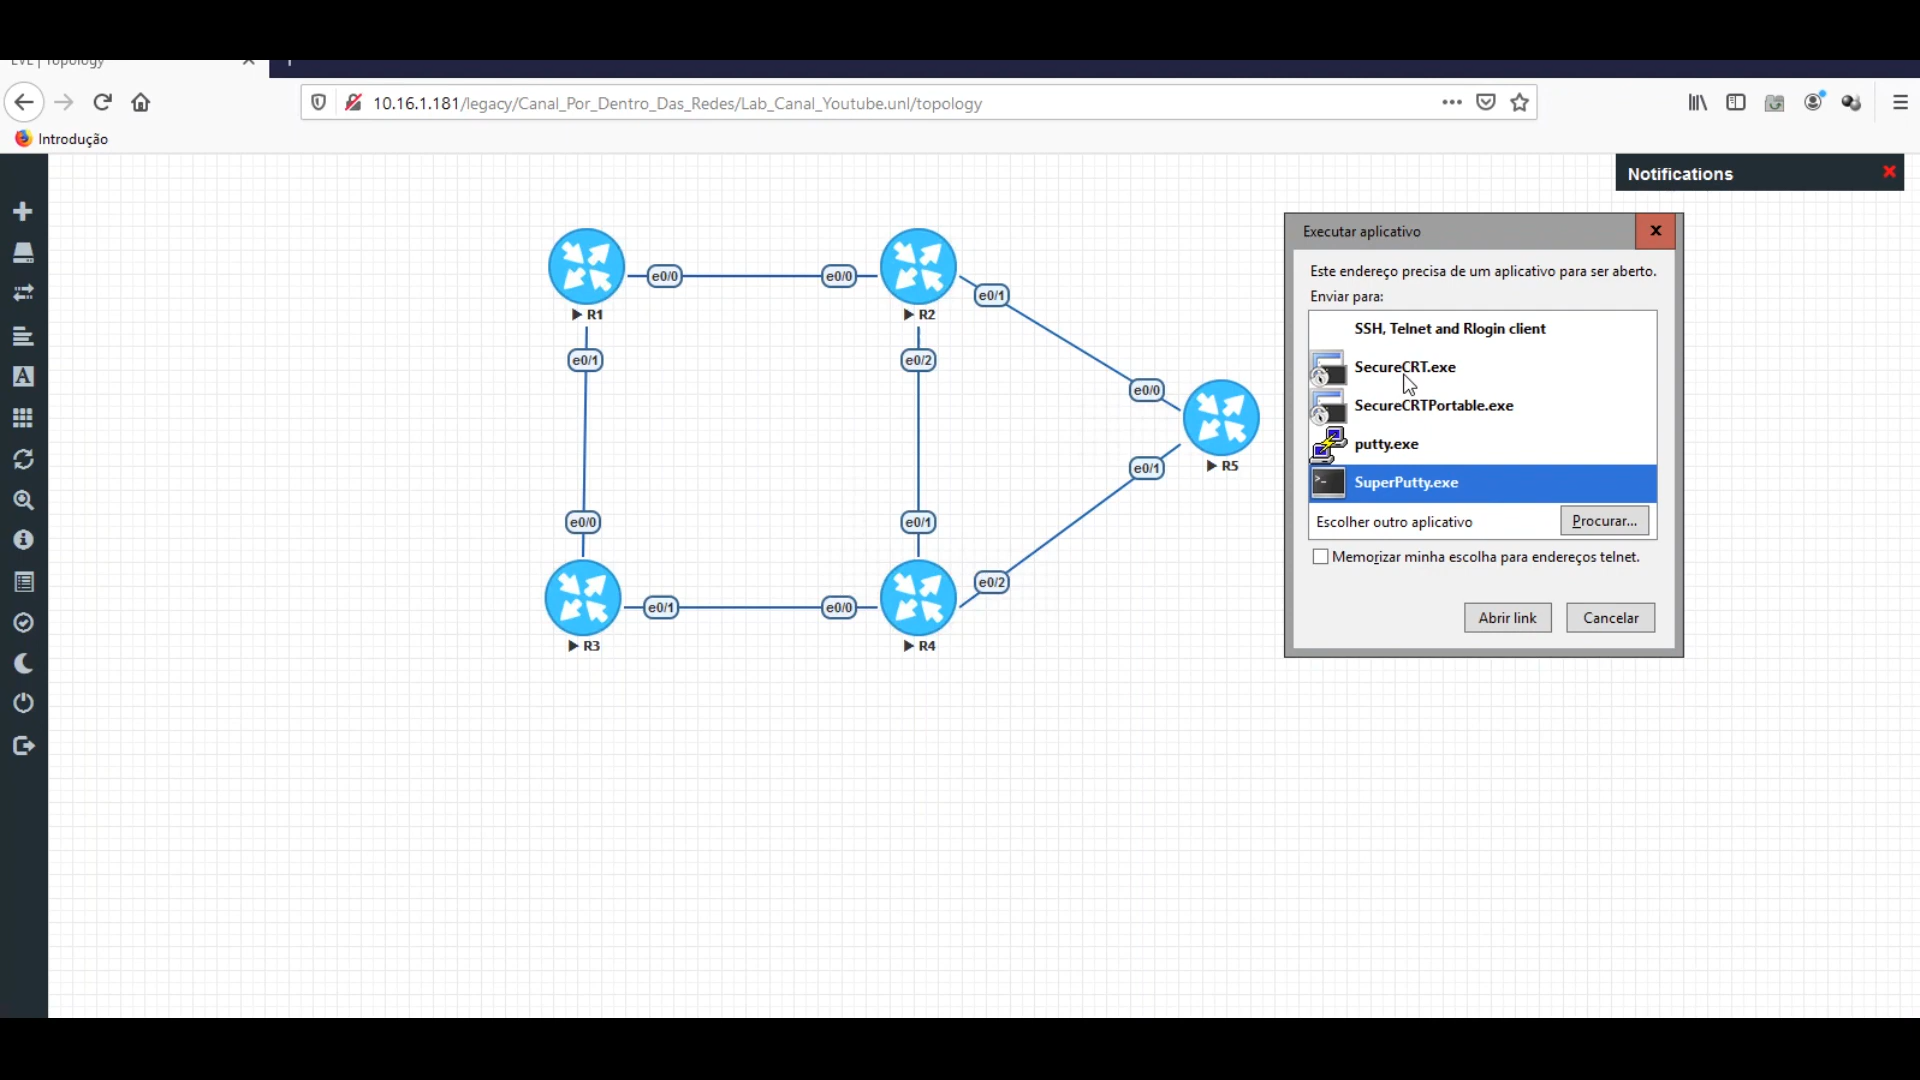 EVE | Topology
10.16.1.181/legacy/Canal_Por_Dentro_Das_Redes/Lab_Canal_Youtube.unl/topology
Introdução
Notifications
R1
R2
R3
R4
R5
e0/0
e0/0
e0/1
e0/1
e0/2
e0/0
e0/1
e0/0
e0/1
e0/2
e0/1
e0/0
Executar aplicativo
Este endereço precisa de um aplicativo para ser aberto.
Enviar para:
SSH, Telnet and Rlogin client
SecureCRT.exe
SecureCRTPortable.exe
putty.exe
SuperPutty.exe
Escolher outro aplicativo
Procurar...
Memorizar minha escolha para endereços telnet.
Abrir link
Cancelar